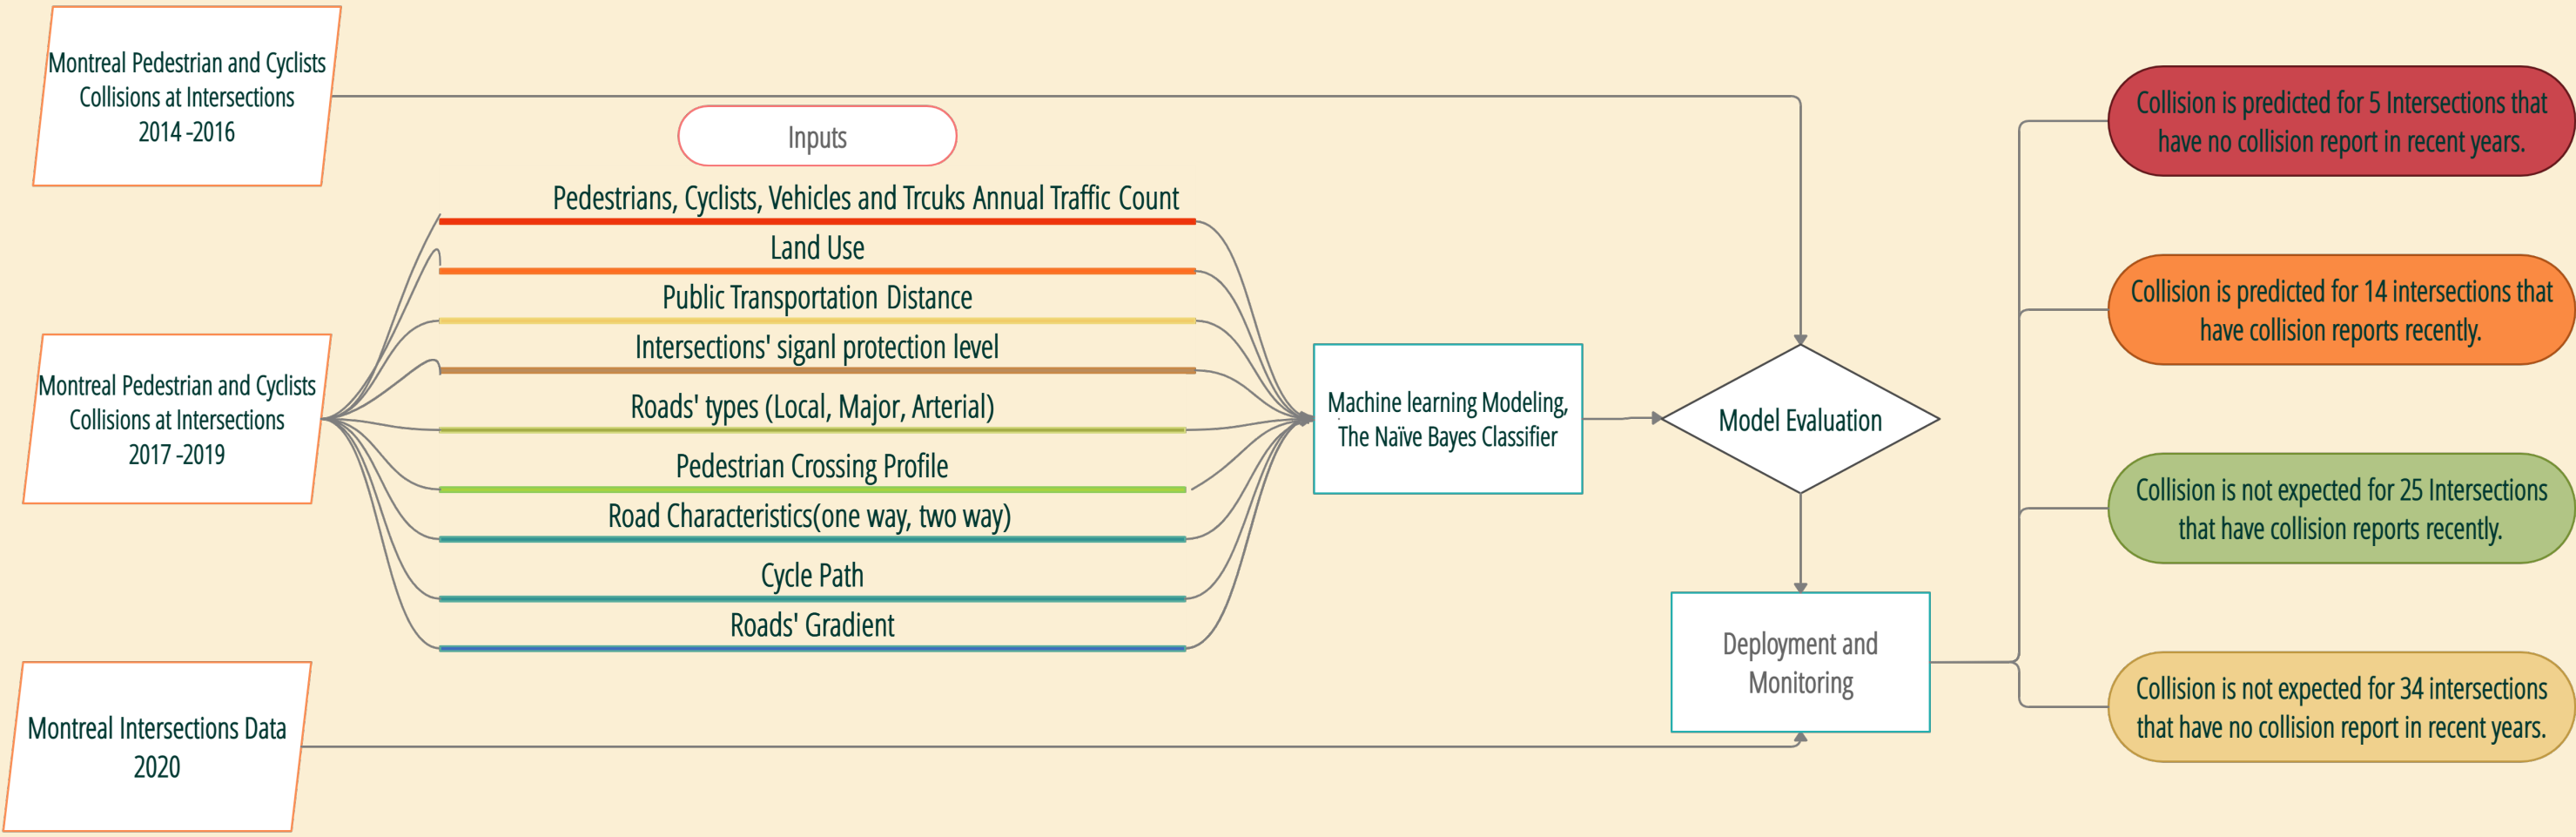 Montreal Pedestrian and Cyclists
Collisions at Intersections
2014 -2016
Montreal Pedestrian and Cyclists
Collisions at Intersections
2017 -2019
Montreal Intersections Data
2020
Inputs
Pedestrians, Cyclists, Vehicles and Trcuks Annual Traffic Count
Land Use
Public Transportation Distance
Intersections' siganl protection level
Roads' types (Local, Major, Arterial)
Pedestrian Crossing Profile
Road Characteristics(one way, two way)
Cycle Path
Roads' Gradient
Machine learning Modeling,
The Naïve Bayes Classifier
Model Evaluation
Deployment and
Monitoring
Collision is predicted for 5 Intersections that
have no collision report in recent years.
Collision is predicted for 14 intersections that
have collision reports recently.
Collision is not expected for 25 Intersections
that have collision reports recently.
Collision is not expected for 34 intersections
that have no collision report in recent years.